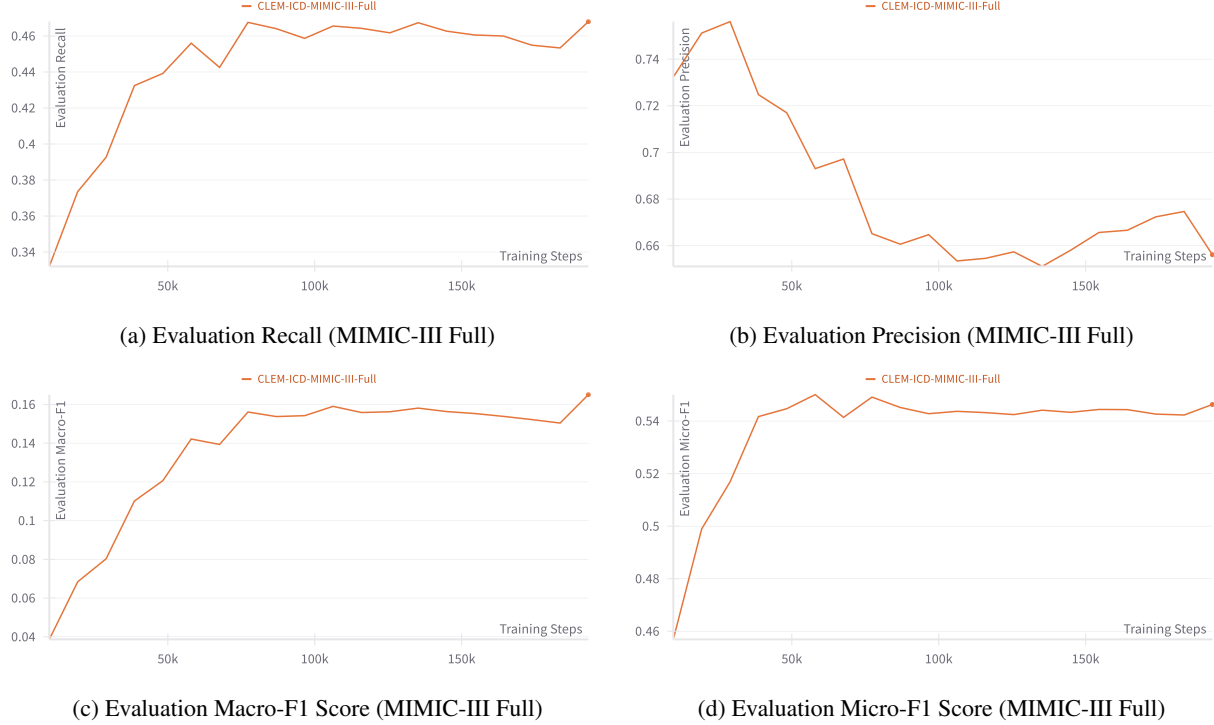 CLEM-ICD-MIMIC-III-Full
Evaluation Recall
0.46
0.44
0.42
0.4
0.38
0.36
0.34
Training Steps
50k
100k
150k
(a) Evaluation Recall (MIMIC-III Full)
CLEM-ICD-MIMIC-III-Full
Evaluation Precision
0.74
0.72
0.7
0.68
0.66
Training Steps
50k
100k
150k
(b) Evaluation Precision (MIMIC-III Full)
CLEM-ICD-MIMIC-III-Full
Evaluation Macro-F1
0.16
0.14
0.12
0.1
0.08
0.06
0.04
Training Steps
50k
100k
150k
(c) Evaluation Macro-F1 Score (MIMIC-III Full)
CLEM-ICD-MIMIC-III-Full
Evaluation Micro-F1
0.54
0.52
0.5
0.48
0.46
Training Steps
50k
100k
150k
(d) Evaluation Micro-F1 Score (MIMIC-III Full)